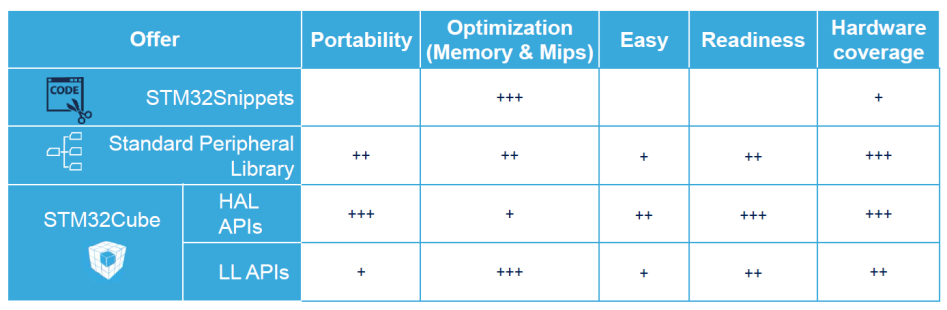 Offer
Portability
Optimization
(Memory & Mips)
Easy
Readiness
Hardware
coverage
CODE
STM32Snippets
+++
+
Standard Peripheral
Library
++
++
+
++
+++
STM32Cube
HAL
APIs
+++
+
++
+++
+++
LL APIs
+
+++
+
++
++